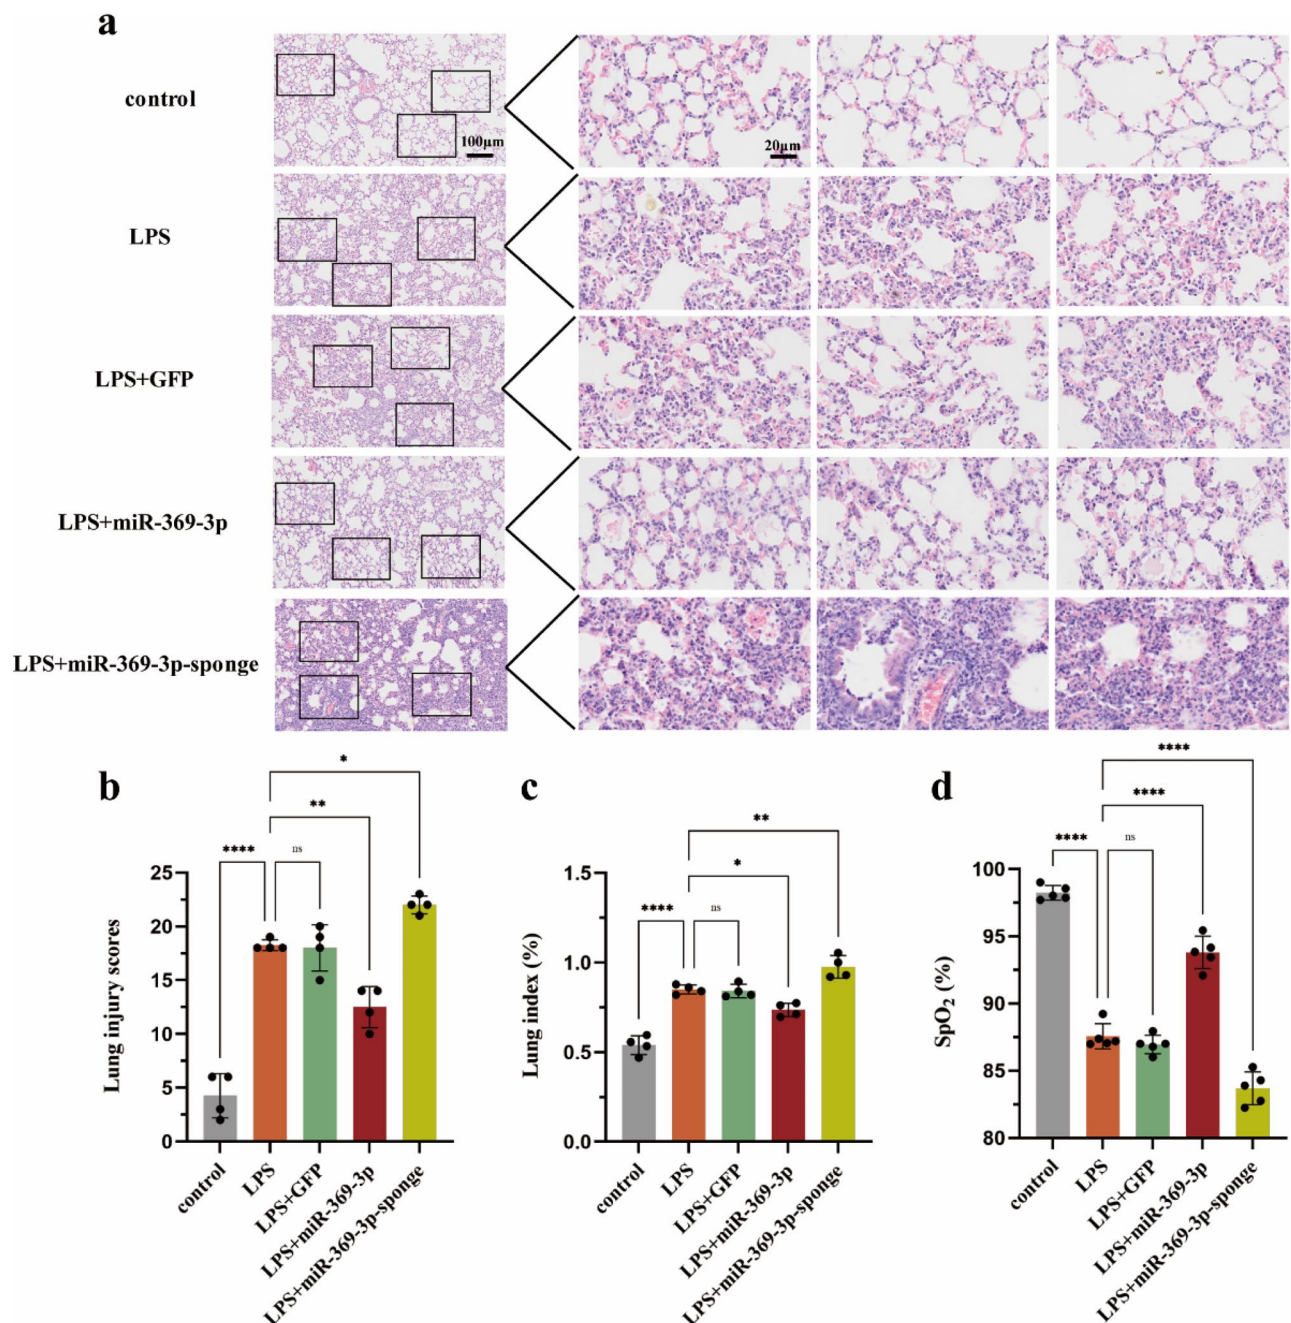 a
control
100μm
20μm
LPS
LPS+GFP
LPS+miR-369-3p
LPS+miR-369-3p-sponge
b
*
**
****
ns
Lung injury scores
25
20
15
10
5
0
control
LPS
LPS+GFP
LPS+miR-369-3p
LPS+miR-369-3p-sponge
c
**
*
****
ns
Lung index (%)
1.5
1.0
0.5
0.0
control
LPS
LPS+GFP
LPS+miR-369-3p
LPS+miR-369-3p-sponge
d
****
****
****
ns
SpO₂ (%)
100
95
90
85
80
control
LPS
LPS+GFP
LPS+miR-369-3p
LPS+miR-369-3p-sponge